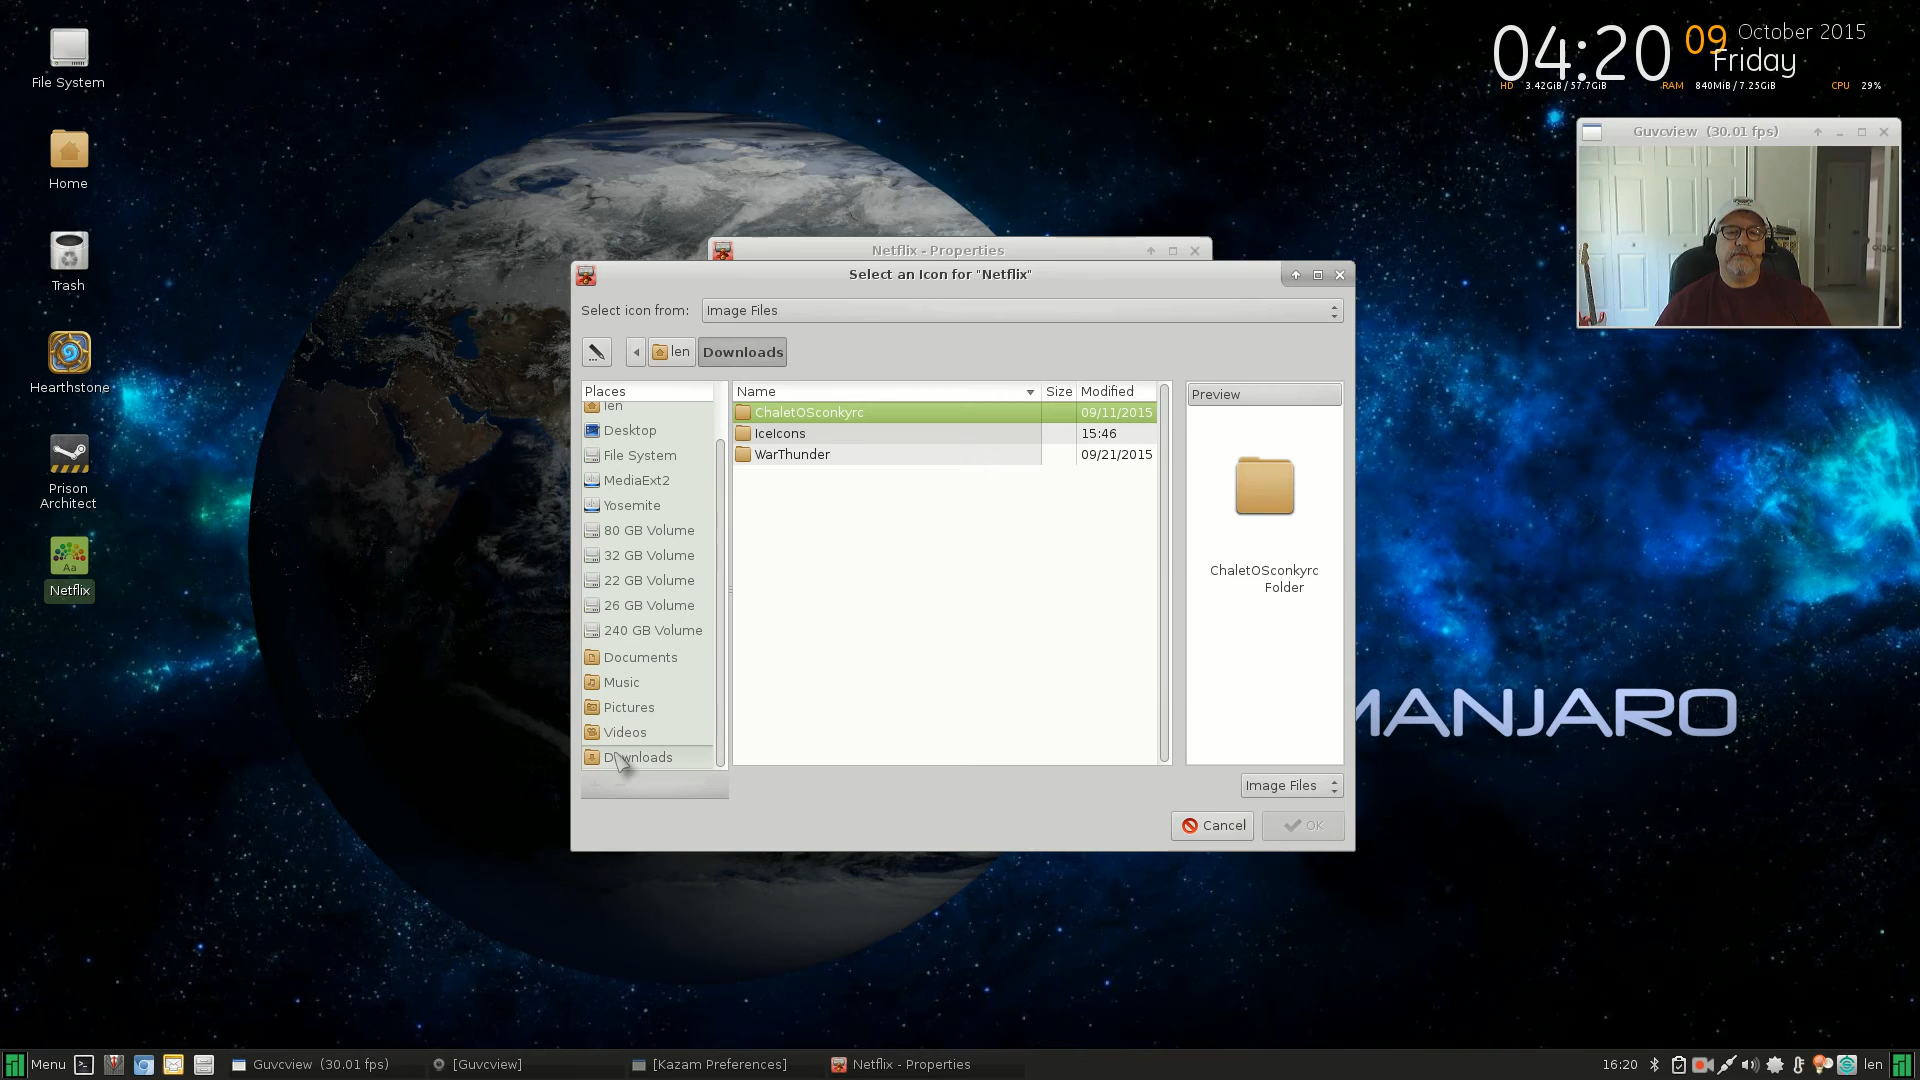 File System
Home
Trash
Hearthstone
Prison
Architect
Aa
Netflix
04:20 09 October 2015
Friday
HD 3.42GiB / 57.7GiB RAM 840MiB / 7.25GiB CPU 29%
Guvcview (30.01 fps)
Netflix - Properties
Select an Icon for "Netflix"
Select icon from: Image Files
len Downloads
Places
len
Desktop
File System
MediaExt2
Yosemite
80 GB Volume
32 GB Volume
22 GB Volume
26 GB Volume
240 GB Volume
Documents
Music
Pictures
Videos
Downloads
Name Size Modified
ChaletOSconkyrc 09/11/2015
IceIcons 15:46
WarThunder 09/21/2015
Preview
ChaletOSconkyrc
Folder
Image Files
Cancel OK
MANJARO
Menu Guvcview (30.01 fps) [Guvcview] [Kazam Preferences] Netflix - Properties 16:20 len